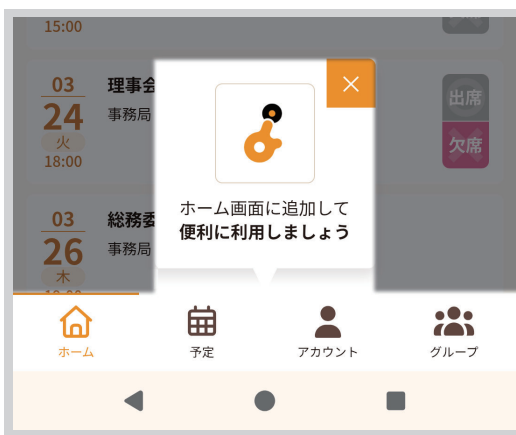 15:00
03
24
火
18:00
理事会
事務局
出席
欠席
ホーム画面に追加して
便利に利用しましょう
03
26
木
総務委
事務局
ホーム
予定
アカウント
グループ